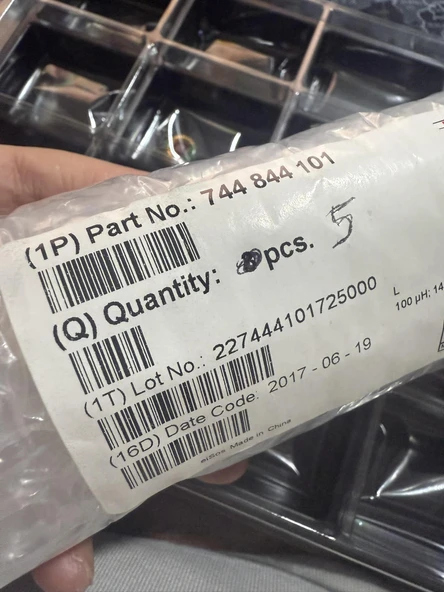 (1P) Part No.: 744 844 101
(Q) Quantity: pcs. 5
(1T) Lot No.: 227444101725000
L
100 µH; 14
(16D) Date Code: 2017 - 06 - 19
eiSos Made in China